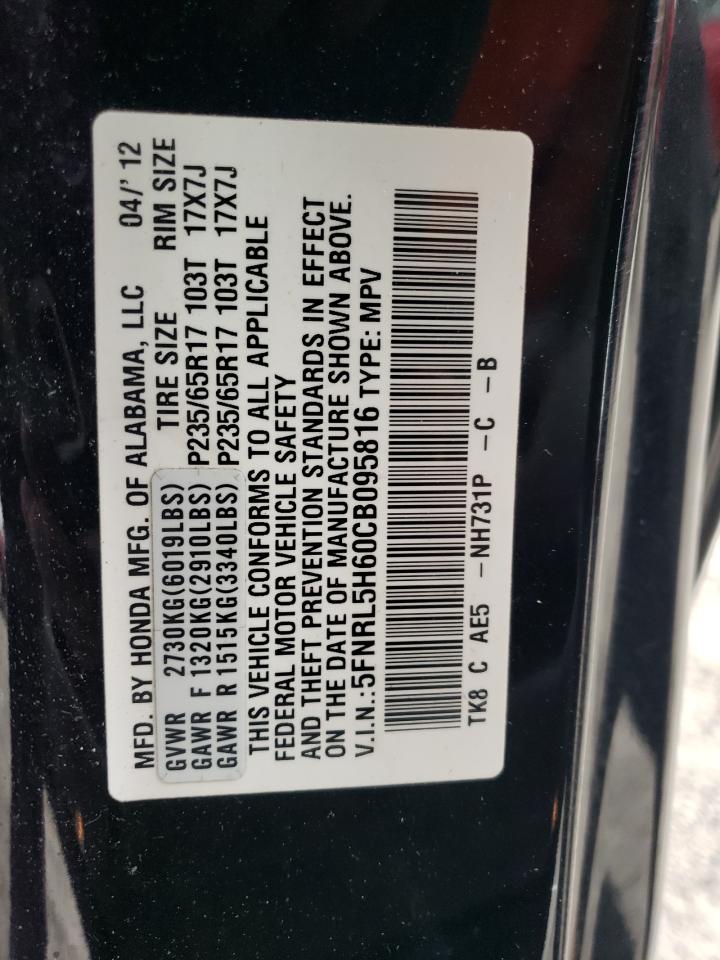 MFD. BY HONDA MFG. OF ALABAMA, LLC 04/' 12
GVWR 2730KG(6019LBS) TIRE SIZE RIM SIZE
GAWR F 1320KG(2910LBS) P235/65R17 103T 17X7J
GAWR R 1515KG(3340LBS) P235/65R17 103T 17X7J
THIS VEHICLE CONFORMS TO ALL APPLICABLE
FEDERAL MOTOR VEHICLE SAFETY
AND THEFT PREVENTION STANDARDS IN EFFECT
ON THE DATE OF MANUFACTURE SHOWN ABOVE.
V.I.N.:5FNRL5H60CB095816 TYPE: MPV
TK8 C AE5 -NH731P -C -B